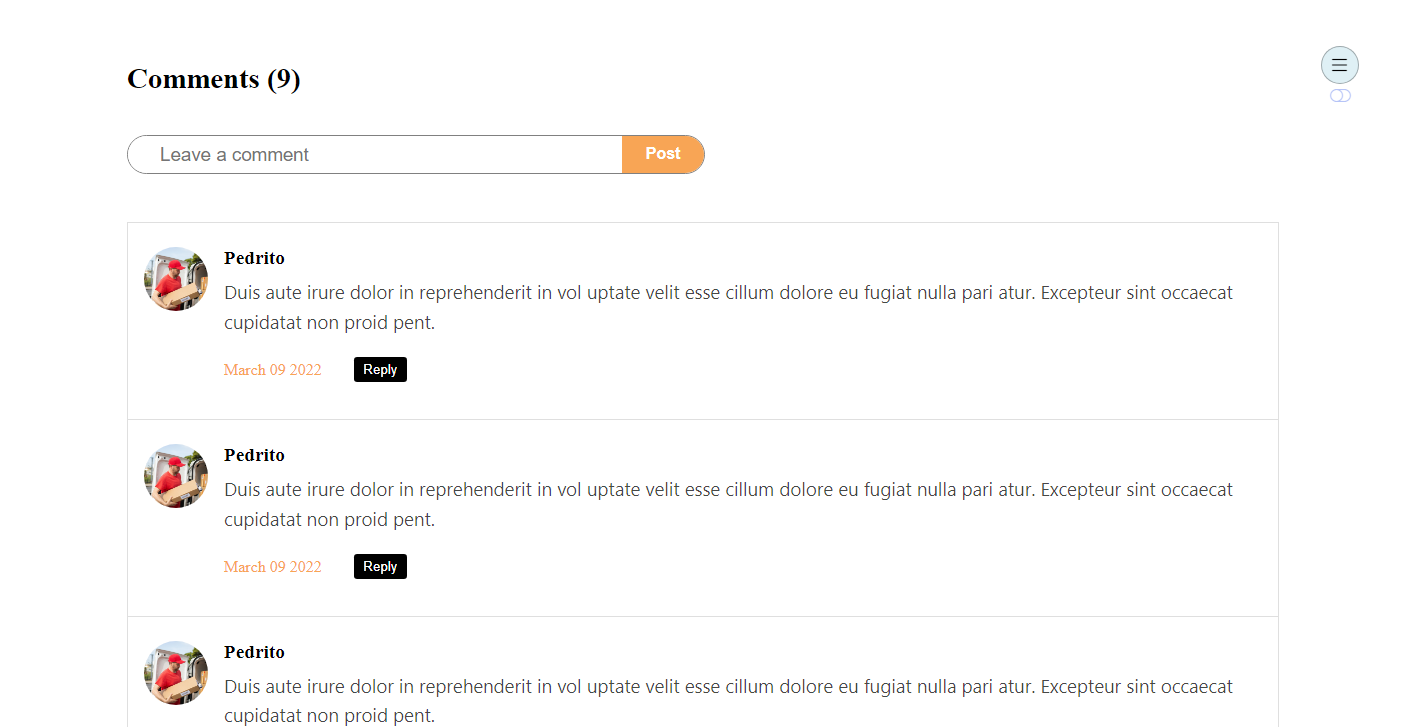 Comments (9)
Leave a comment
Post
Pedrito
Duis aute irure dolor in reprehenderit in vol uptate velit esse cillum dolore eu fugiat nulla pari atur. Excepteur sint occaecat
cupidatat non proid pent.
March 09 2022
Reply
Pedrito
Duis aute irure dolor in reprehenderit in vol uptate velit esse cillum dolore eu fugiat nulla pari atur. Excepteur sint occaecat
cupidatat non proid pent.
March 09 2022
Reply
Pedrito
Duis aute irure dolor in reprehenderit in vol uptate velit esse cillum dolore eu fugiat nulla pari atur. Excepteur sint occaecat
cupidatat non proid pent.